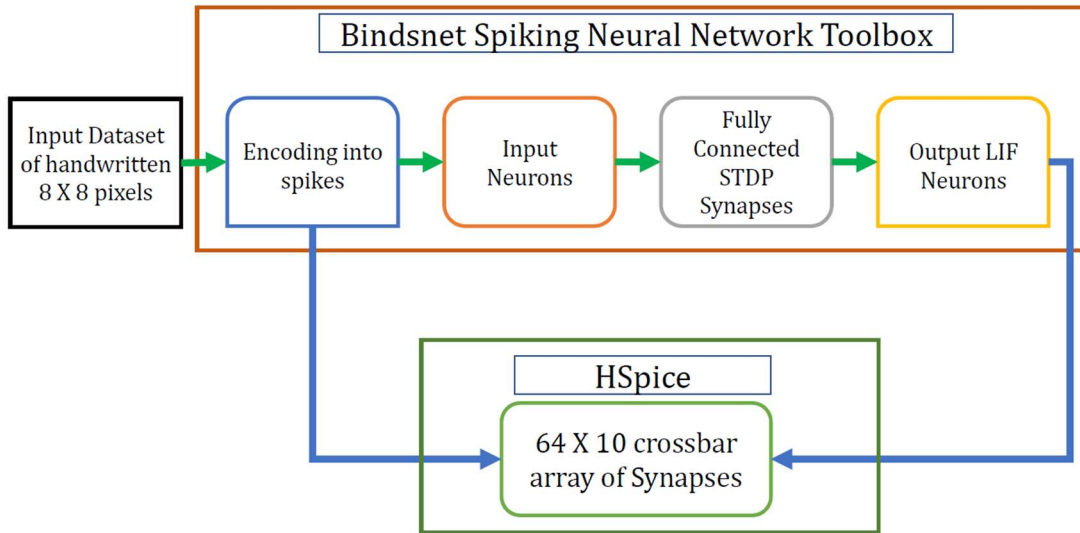 Bindsnet Spiking Neural Network Toolbox
Input Dataset
of handwritten
8 X 8 pixels
Encoding into
spikes
Input
Neurons
Fully
Connected
STDP
Synapses
Output LIF
Neurons
HSpice
64 X 10 crossbar
array of Synapses